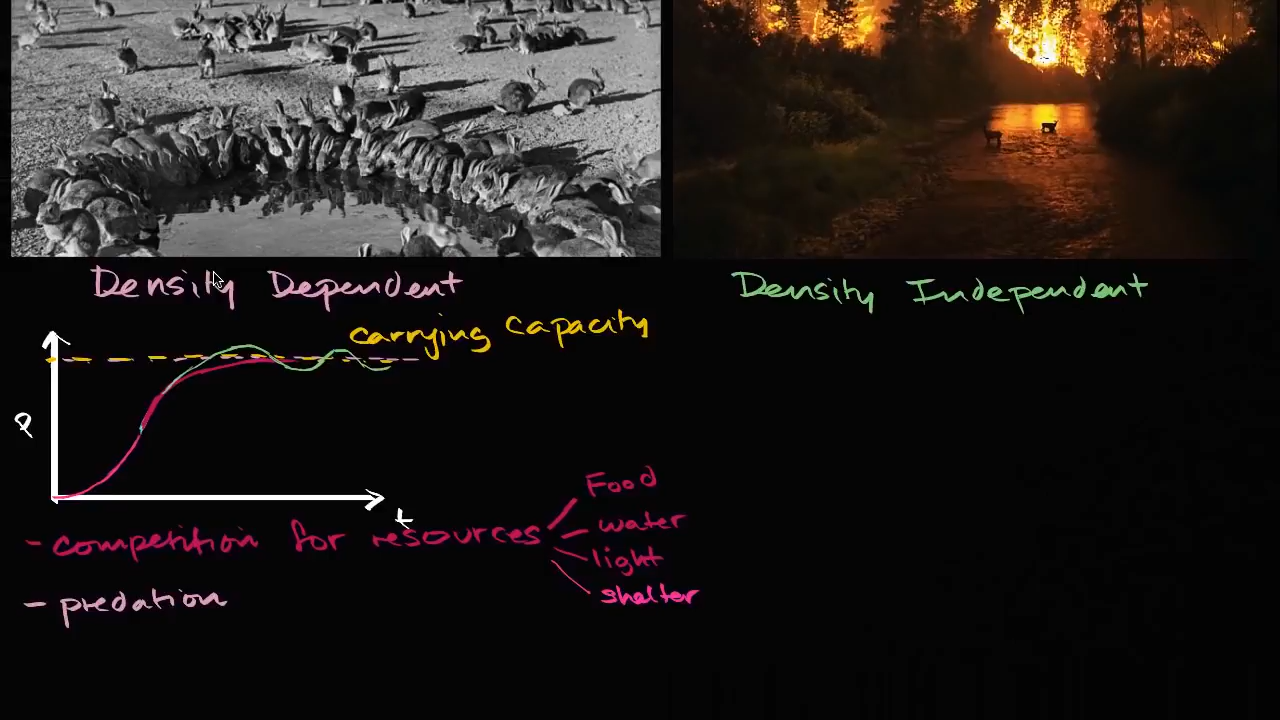 Density Dependent
Density Independent
carrying capacity
P
t
- competition for resources
Food
water
light
shelter
- predation